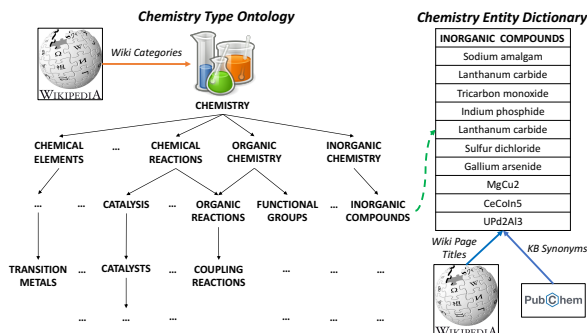 Chemistry Type Ontology
Chemistry Entity Dictionary
Wiki Categories
WIKIPEDIA
CHEMISTRY
CHEMICAL ELEMENTS
...
CHEMICAL REACTIONS
ORGANIC CHEMISTRY
INORGANIC CHEMISTRY
... ... CATALYSIS ... ORGANIC REACTIONS FUNCTIONAL GROUPS ... INORGANIC COMPOUNDS
TRANSITION METALS ... CATALYSTS ... COUPLING REACTIONS ... ... ...
... ... ... ... ... ... ...
INORGANIC COMPOUNDS
Sodium amalgam
Lanthanum carbide
Tricarbon monoxide
Indium phosphide
Lanthanum carbide
Sulfur dichloride
Gallium arsenide
MgCu2
CeCoIn5
UPd2Al3
Wiki Page
Titles
KB Synonyms
WIKIPEDIA
PubChem